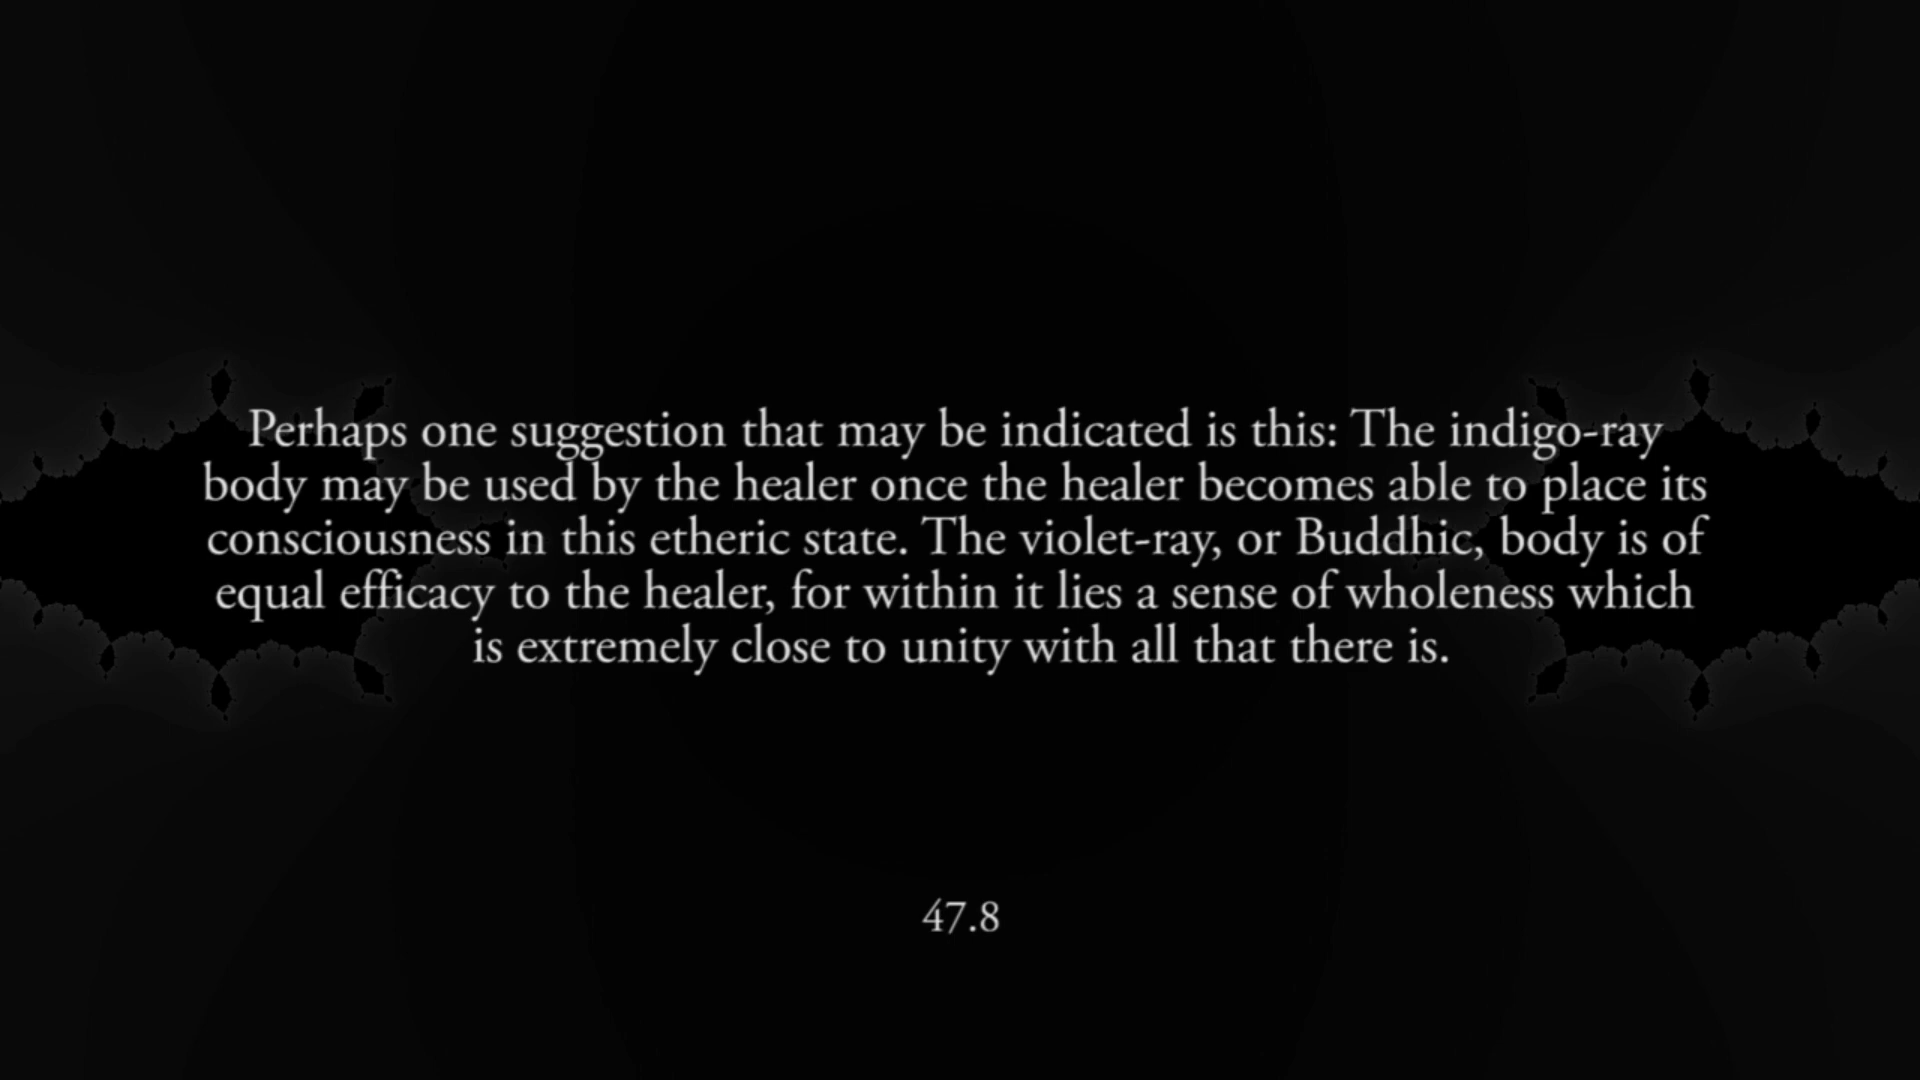 Perhaps one suggestion that may be indicated is this: The indigo-ray
body may be used by the healer once the healer becomes able to place its
consciousness in this etheric state. The violet-ray, or Buddhic, body is of
equal efficacy to the healer, for within it lies a sense of wholeness which
is extremely close to unity with all that there is.
47.8